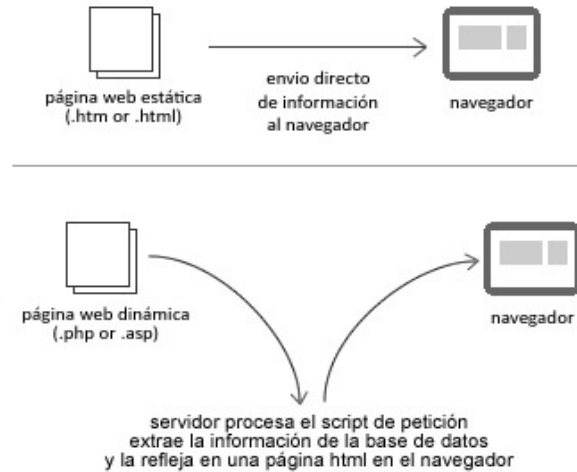 página web estática
(.htm or .html)
envio directo
de información
al navegador
navegador
página web dinámica
(.php or .asp)
navegador
servidor procesa el script de petición
extrae la información de la base de datos
y la refleja en una página html en el navegador